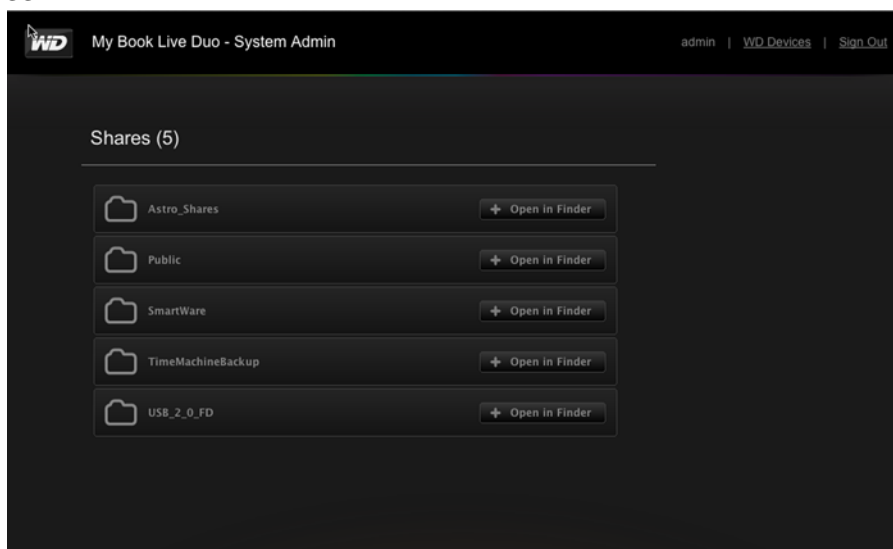 WD My Book Live Duo - System Admin admin | WD Devices | Sign Out
Shares (5)
Astro_Shares + Open in Finder
Public + Open in Finder
SmartWare + Open in Finder
TimeMachineBackup + Open in Finder
USB_2_0_FD + Open in Finder